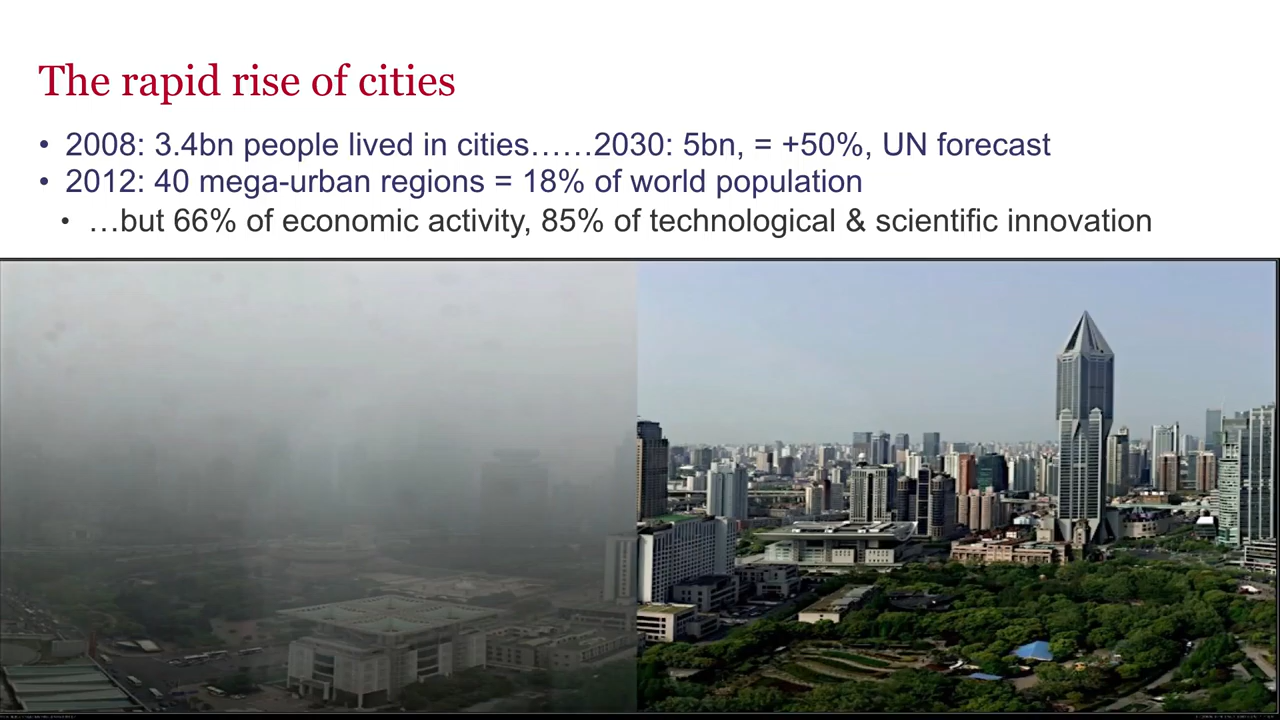 The rapid rise of cities
• 2008: 3.4bn people lived in cities……2030: 5bn, = +50%, UN forecast
• 2012: 40 mega-urban regions = 18% of world population
• …but 66% of economic activity, 85% of technological & scientific innovation